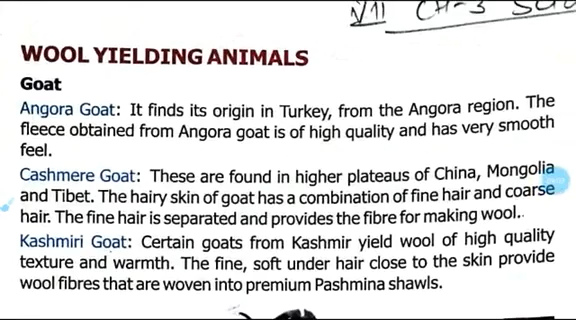 VII CH-3
WOOL YIELDING ANIMALS
Goat
Angora Goat: It finds its origin in Turkey, from the Angora region. The
fleece obtained from Angora goat is of high quality and has very smooth
feel.
Cashmere Goat: These are found in higher plateaus of China, Mongolia
and Tibet. The hairy skin of goat has a combination of fine hair and coarse
hair. The fine hair is separated and provides the fibre for making wool.
Kashmiri Goat: Certain goats from Kashmir yield wool of high quality
texture and warmth. The fine, soft under hair close to the skin provide
wool fibres that are woven into premium Pashmina shawls.